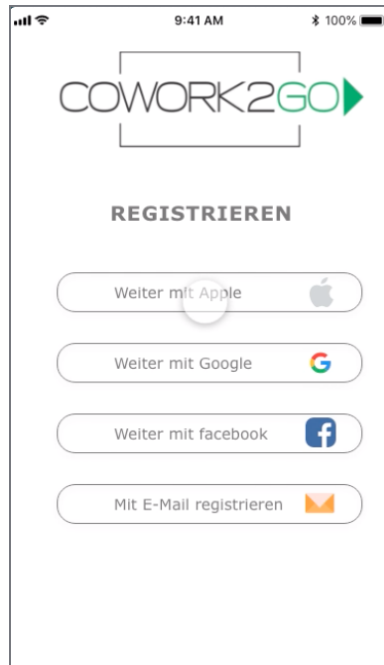 9:41 AM
100%
COWORK2GO
REGISTRIEREN
Weiter mit Apple
Weiter mit Google
Weiter mit facebook
Mit E-Mail registrieren